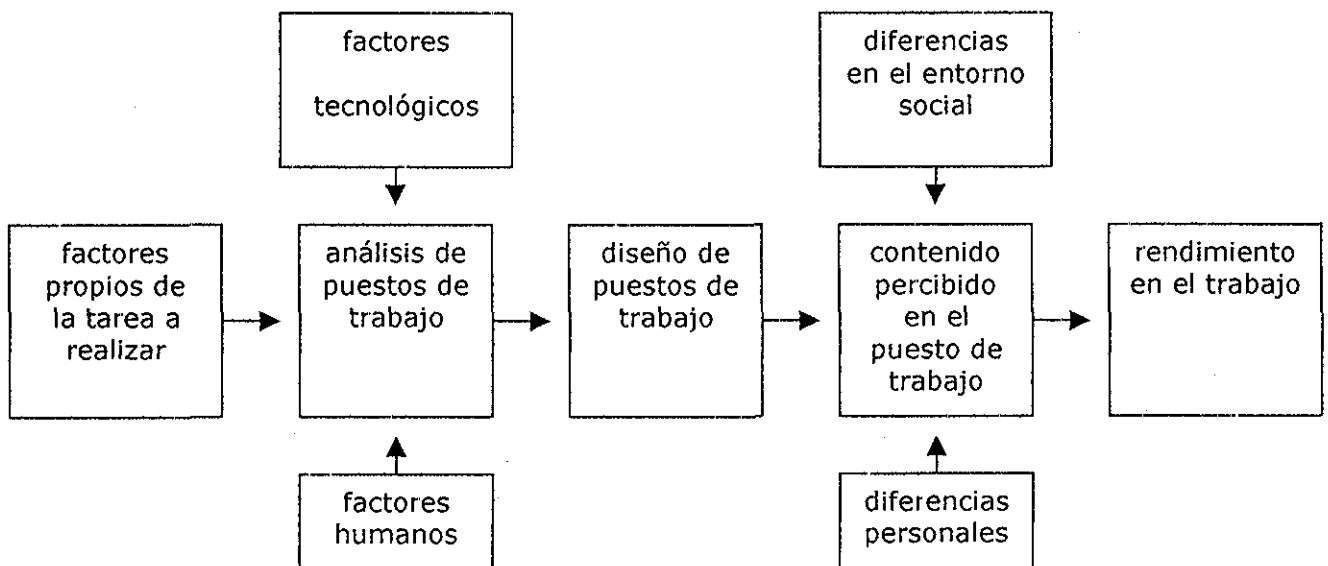 factores
tecnológicos
diferencias
en el entorno
social
factores
propios de
la tarea a
realizar
análisis de
puestos de
trabajo
diseño de
puestos de
trabajo
contenido
percibido
en el
puesto de
trabajo
rendimiento
en el trabajo
factores
humanos
diferencias
personales